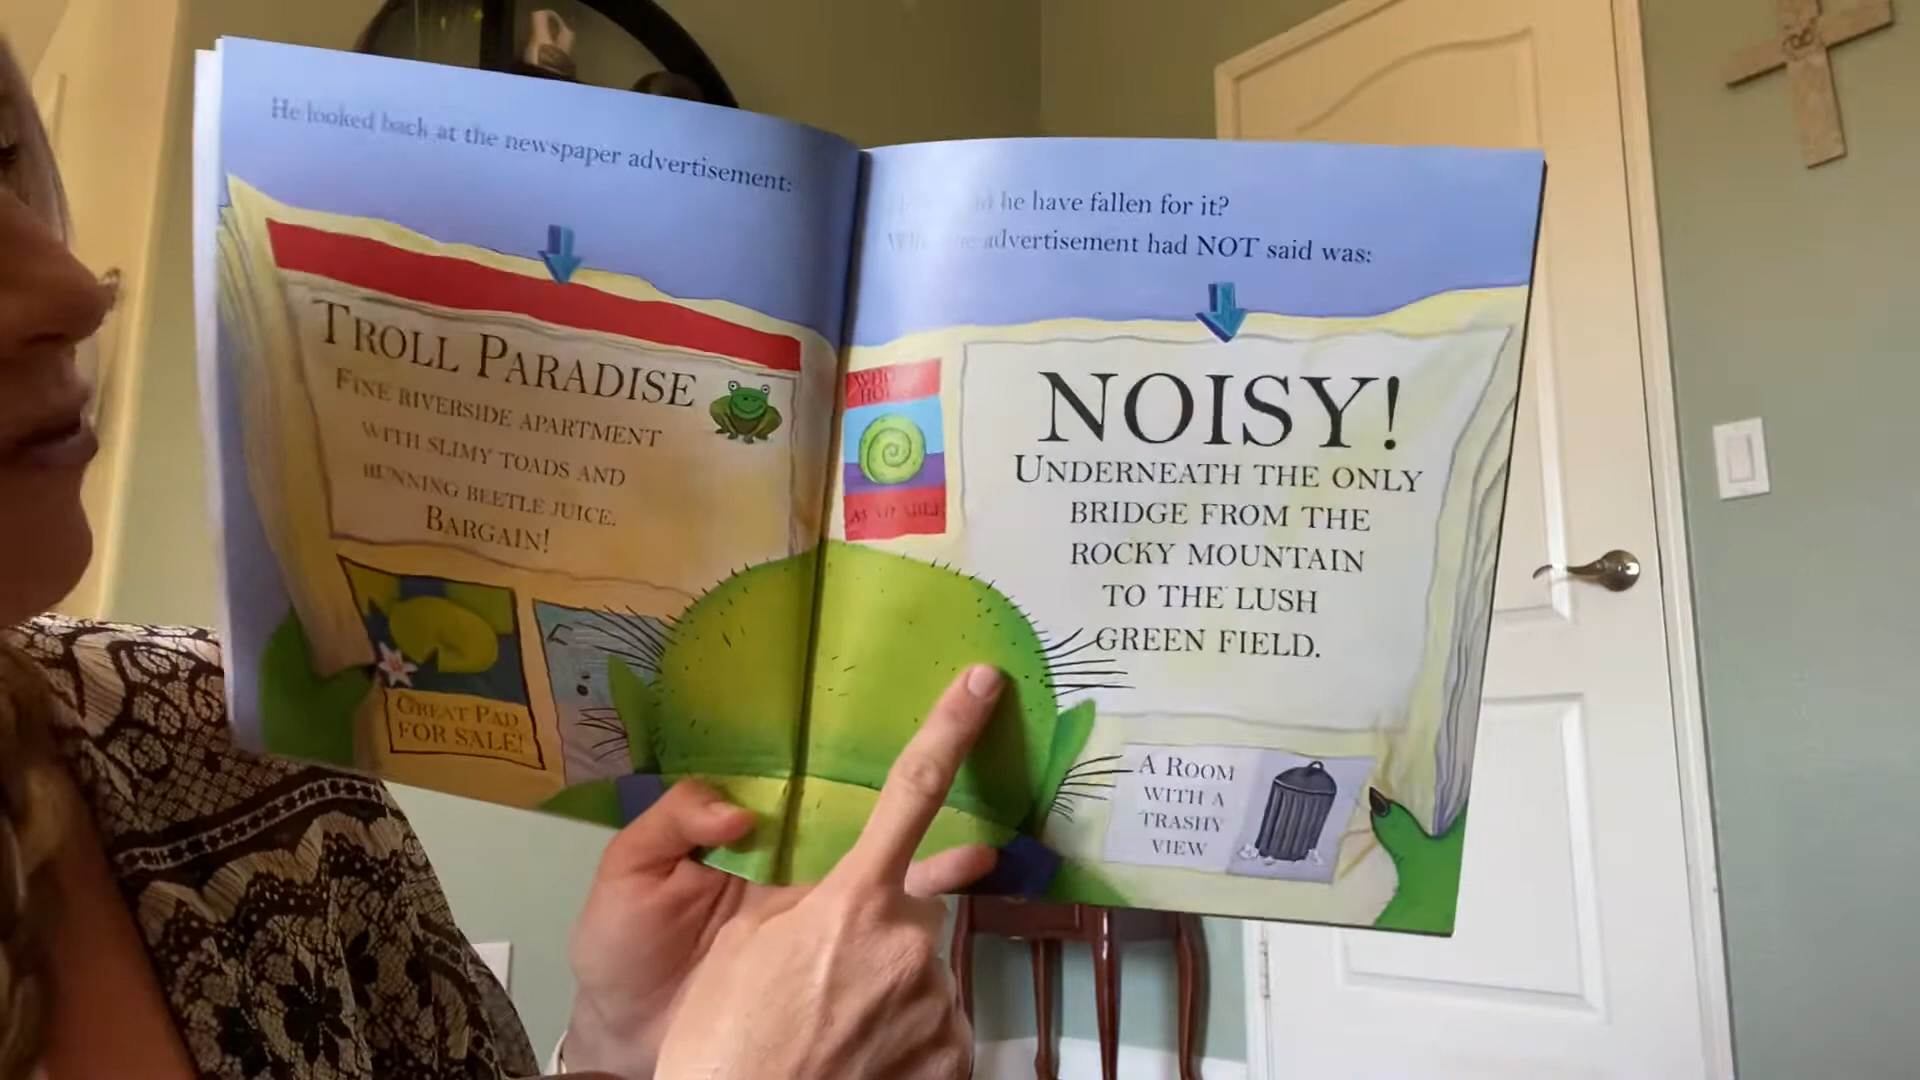 He looked back at the newspaper advertisement:
TROLL PARADISE
FINE RIVERSIDE APARTMENT
WITH SLIMY TOADS AND
RUNNING BEETLE JUICE.
BARGAIN!
GREAT PAD
FOR SALE!
he have fallen for it?
advertisement had NOT said was:
AVAILABLE
NOISY!
UNDERNEATH THE ONLY
BRIDGE FROM THE
ROCKY MOUNTAIN
TO THE LUSH
GREEN FIELD.
A ROOM
WITH A
TRASHY
VIEW